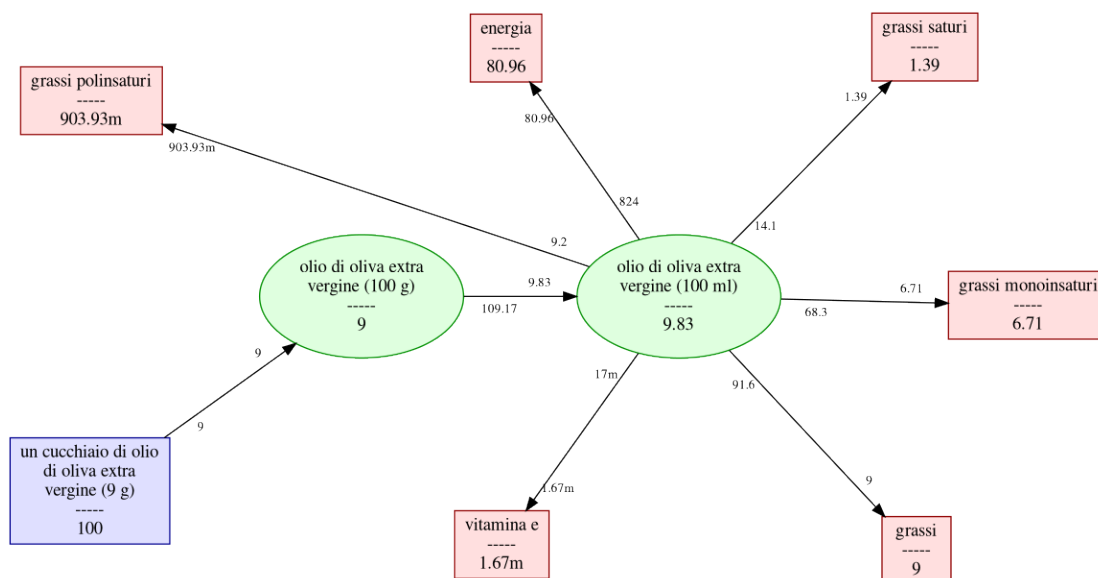 energia
-----
80.96
grassi saturi
-----
1.39
grassi polinsaturi
-----
903.93m
80.96
1.39
903.93m
824
14.1
9.2
olio di oliva extra
vergine (100 g)
-----
9
9.83
109.17
olio di oliva extra
vergine (100 ml)
-----
9.83
6.71
68.3
grassi monoinsaturi
-----
6.71
9
9
17m
91.6
un cucchiaio di olio
di oliva extra
vergine (9 g)
-----
100
1.67m
9
vitamina e
-----
1.67m
grassi
-----
9